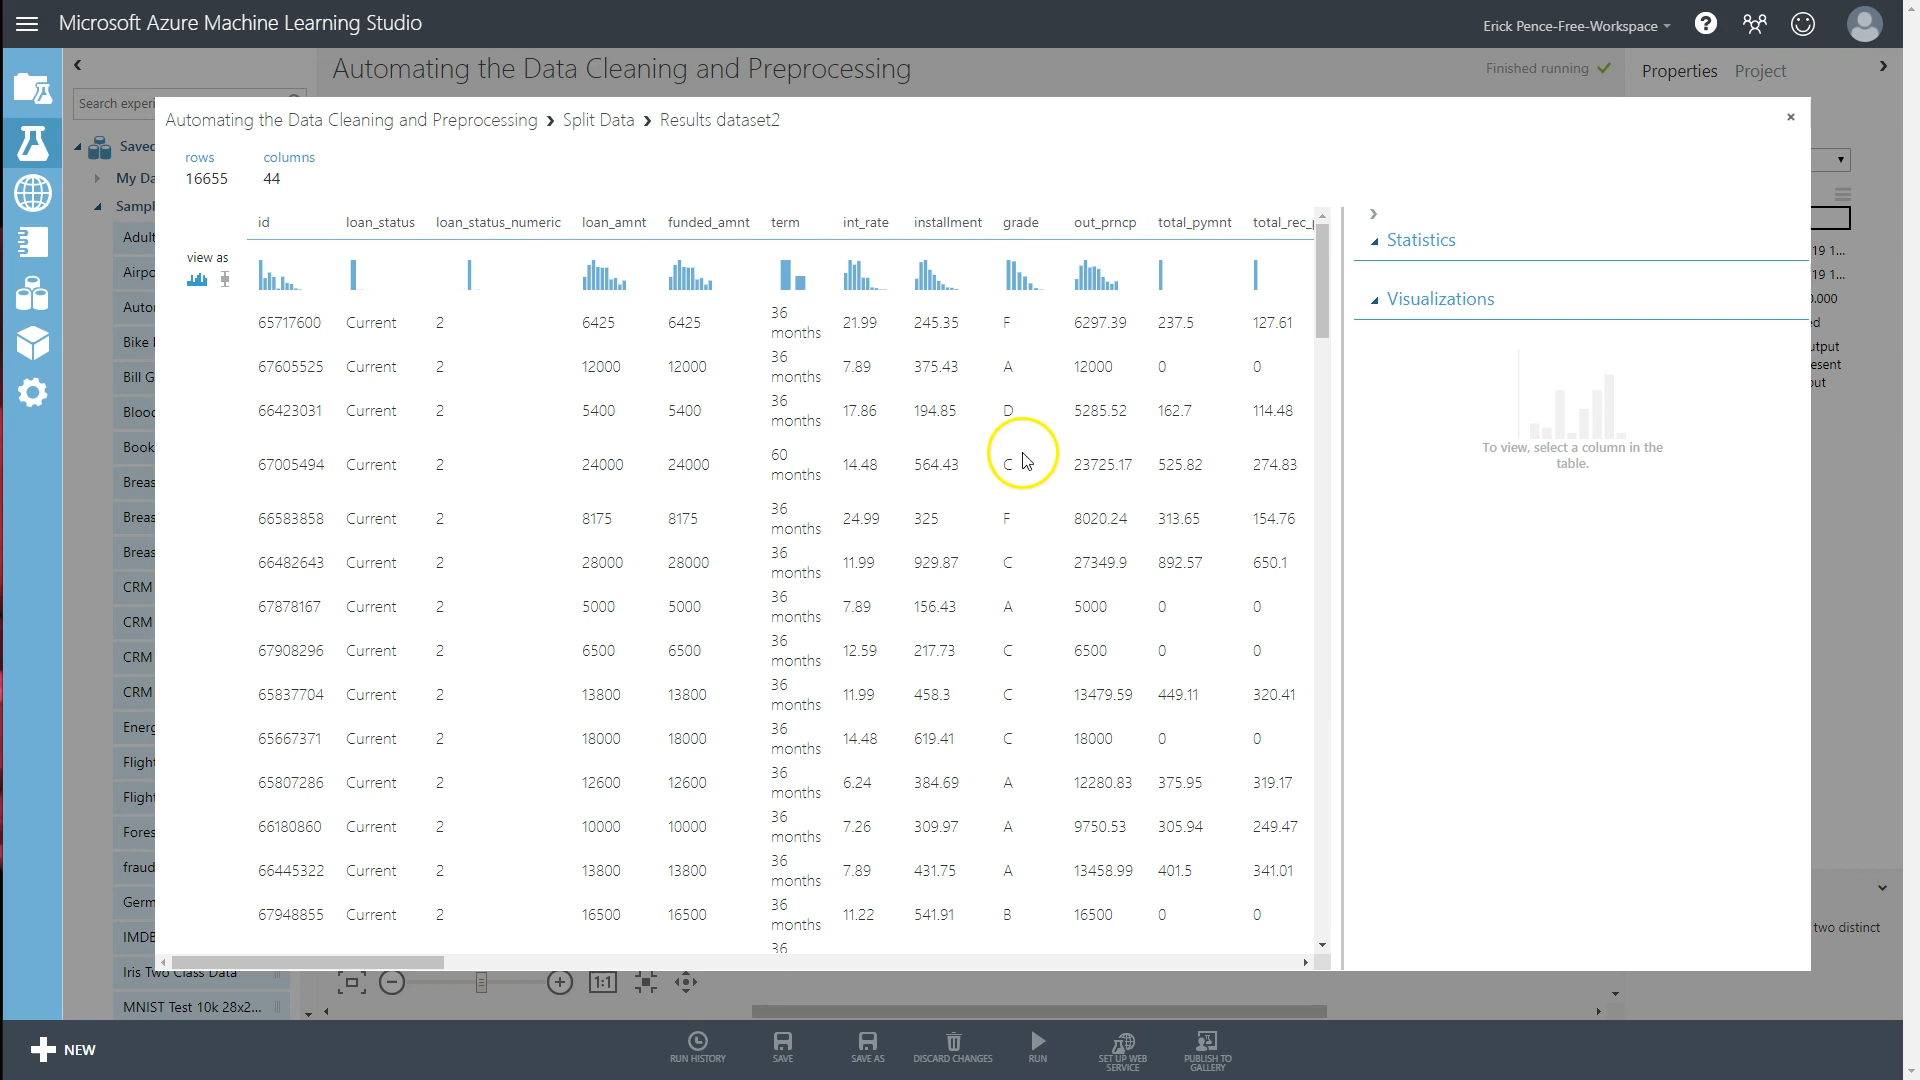 Microsoft Azure Machine Learning Studio
Erick Pence-Free-Workspace
Automating the Data Cleaning and Preprocessing
Finished running
Properties Project
Search experi
Automating the Data Cleaning and Preprocessing > Split Data > Results dataset2
rows columns
16655 44
view as
id loan_status loan_status_numeric loan_amnt funded_amnt term int_rate installment grade out_prncp total_pymnt total_rec_
65717600 Current 2 6425 6425 36 months 21.99 245.35 F 6297.39 237.5 127.61
67605525 Current 2 12000 12000 36 months 7.89 375.43 A 12000 0 0
66423031 Current 2 5400 5400 36 months 17.86 194.85 D 5285.52 162.7 114.48
67005494 Current 2 24000 24000 60 months 14.48 564.43 C 23725.17 525.82 274.83
66583858 Current 2 8175 8175 36 months 24.99 325 F 8020.24 313.65 154.76
66482643 Current 2 28000 28000 36 months 11.99 929.87 C 27349.9 892.57 650.1
67878167 Current 2 5000 5000 36 months 7.89 156.43 A 5000 0 0
67908296 Current 2 6500 6500 36 months 12.59 217.73 C 6500 0 0
65837704 Current 2 13800 13800 36 months 11.99 458.3 C 13479.59 449.11 320.41
65667371 Current 2 18000 18000 36 months 14.48 619.41 C 18000 0 0
65807286 Current 2 12600 12600 36 months 6.24 384.69 A 12280.83 375.95 319.17
66180860 Current 2 10000 10000 36 months 7.26 309.97 A 9750.53 305.94 249.47
66445322 Current 2 13800 13800 36 months 7.89 431.75 A 13458.99 401.5 341.01
67948855 Current 2 16500 16500 36 months 11.22 541.91 B 16500 0 0
36
Statistics
Visualizations
To view, select a column in the
table.
Saved
My Da
Sampl
Adult
Airpo
Auto
Bike
Bill G
Blood
Book
Breas
Breas
Breas
CRM
CRM
CRM
CRM
Energ
Flight
Flight
Fores
fraud
Germ
IMDB
Iris Two Class Data
MNIST Test 10k 28x2...
19 1...
19 1...
0.000
ed
utput
esent
out
two distinct
1:1
NEW
RUN HISTORY
SAVE
SAVE AS
DISCARD CHANGES
RUN
SET UP WEB
SERVICE
PUBLISH TO
GALLERY